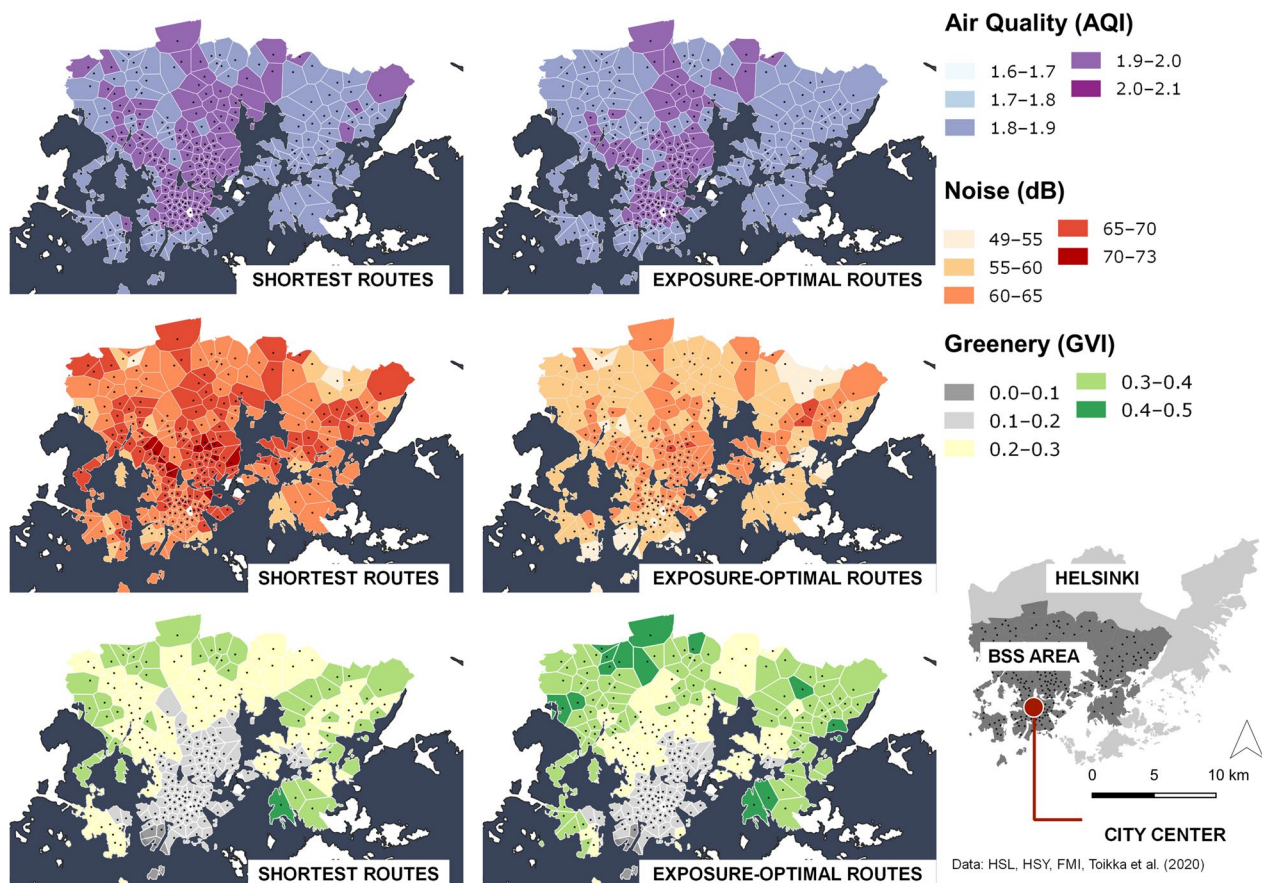 SHORTEST ROUTES
EXPOSURE-OPTIMAL ROUTES
SHORTEST ROUTES
EXPOSURE-OPTIMAL ROUTES
SHORTEST ROUTES
EXPOSURE-OPTIMAL ROUTES
Air Quality (AQI)
1.6–1.7
1.7–1.8
1.8–1.9
1.9–2.0
2.0–2.1
Noise (dB)
49–55
55–60
60–65
65–70
70–73
Greenery (GVI)
0.0–0.1
0.1–0.2
0.2–0.3
0.3–0.4
0.4–0.5
HELSINKI
BSS AREA
0 5 10 km
CITY CENTER
Data: HSL, HSY, FMI, Toikka et al. (2020)